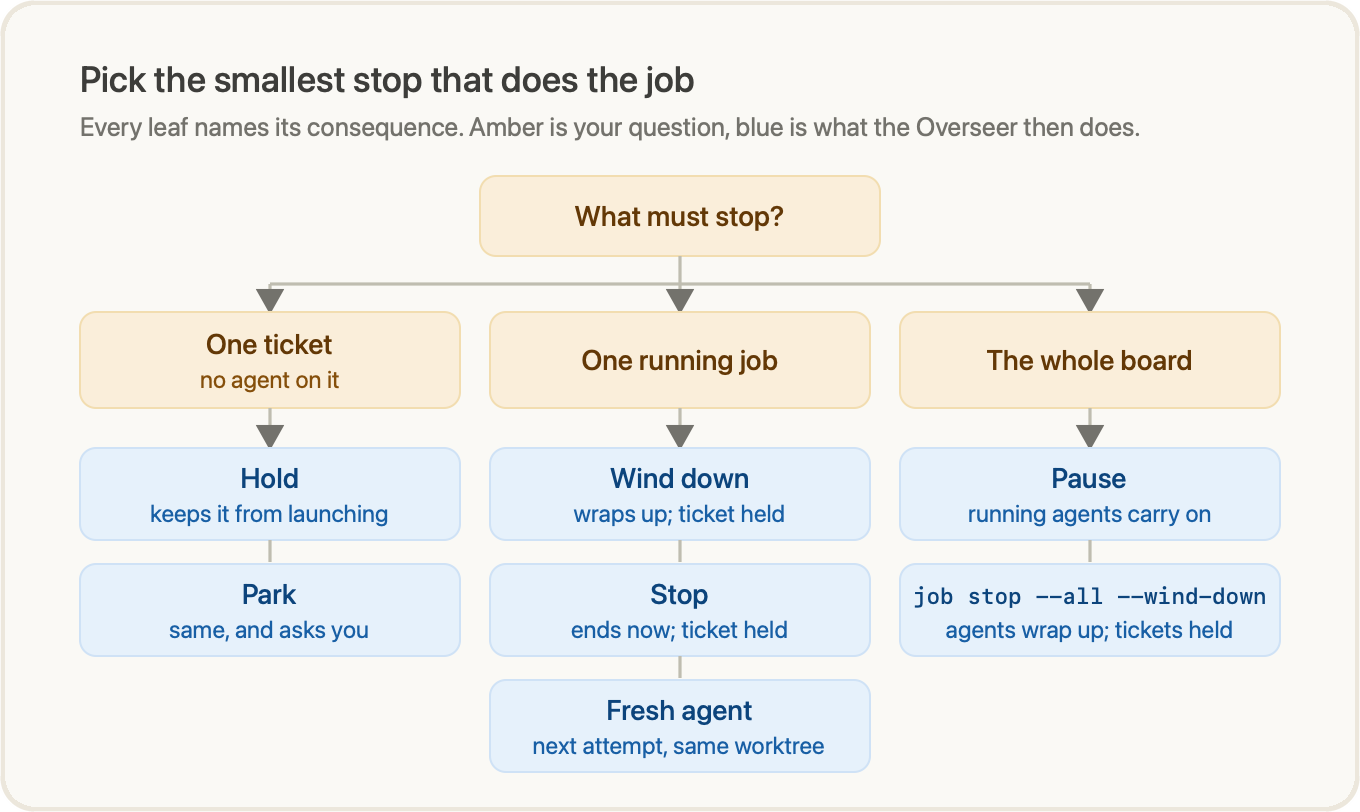 Pick the smallest stop that does the job
Every leaf names its consequence. Amber is your question, blue is what the Overseer then does.
What must stop?
One ticket
no agent on it
One running job
The whole board
Hold
keeps it from launching
Wind down
wraps up; ticket held
Pause
running agents carry on
Park
same, and asks you
Stop
ends now; ticket held
job stop --all --wind-down
agents wrap up; tickets held
Fresh agent
next attempt, same worktree